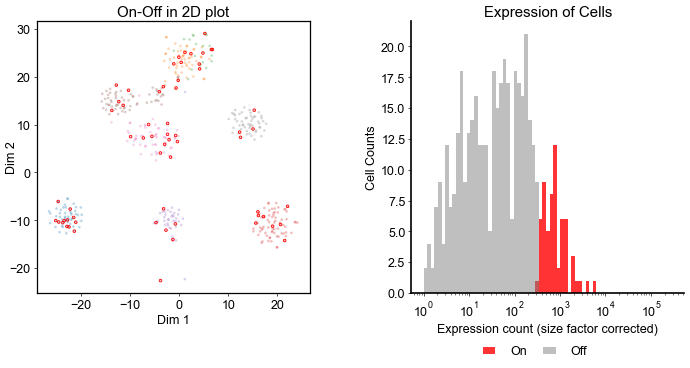 On-Off in 2D plot
30
20
10
0
−10
−20
Dim 2
−20 −10 0 10 20
Dim 1
Expression of Cells
20.0
17.5
15.0
12.5
10.0
7.5
5.0
2.5
0.0
Cell Counts
10^0 10^1 10^2 10^3 10^4 10^5
Expression count (size factor corrected)
On Off